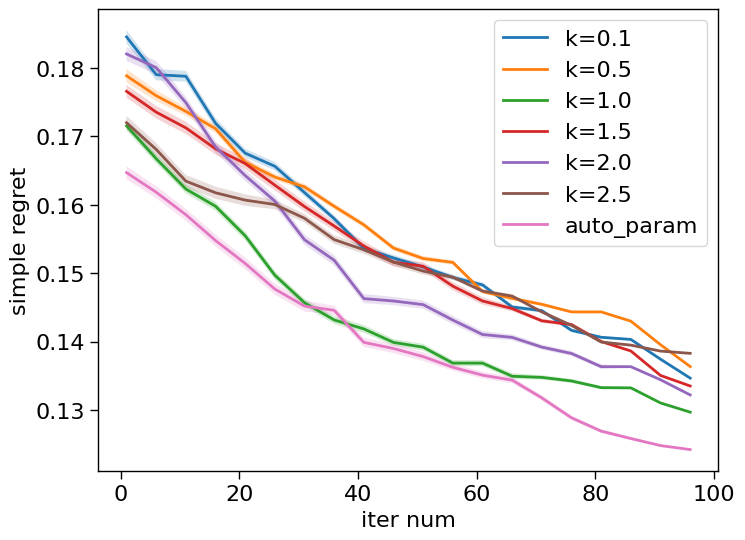 simple regret
0.18
0.17
0.16
0.15
0.14
0.13
0
20
40
60
80
100
iter num
k=0.1
k=0.5
k=1.0
k=1.5
k=2.0
k=2.5
auto_param